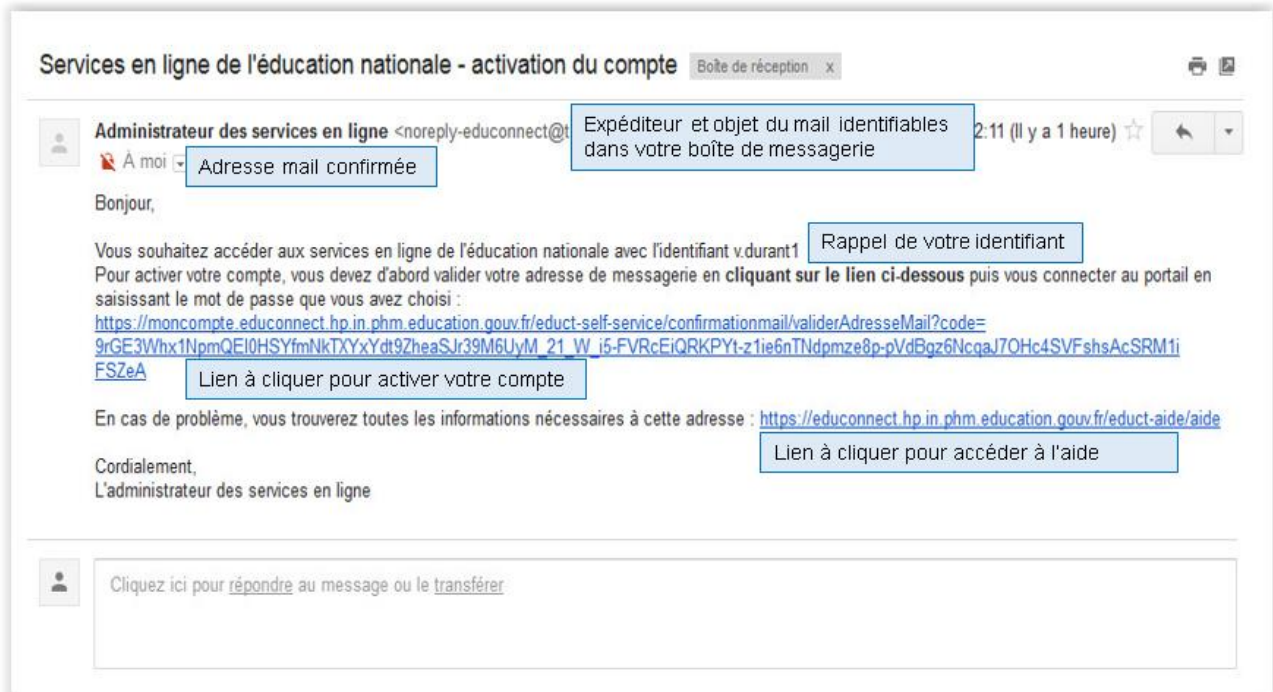 Services en ligne de l'éducation nationale - activation du compte Boîte de réception x
Administrateur des services en ligne <noreply-educonnect@t
Expéditeur et objet du mail identifiables
dans votre boîte de messagerie
2:11 (Il y a 1 heure)
À moi
Adresse mail confirmée
Bonjour,
Vous souhaitez accéder aux services en ligne de l'éducation nationale avec l'identifiant v.durant1
Rappel de votre identifiant
Pour activer votre compte, vous devez d'abord valider votre adresse de messagerie en cliquant sur le lien ci-dessous puis vous connecter au portail en
saisissant le mot de passe que vous avez choisi :
https://moncompte.educonnect.hp.in.phm.education.gouv.fr/educt-self-service/confirmationmail/validerAdresseMail?code=
9rGE3Whx1NpmQEI0HSYfmNkTXYxYdt9ZheaSJr39M6UyM_21_W_i5-FVRcEiQRKPYt-z1ie6nTNdpmze8p-pVdBgz6NcqaJ7OHc4SVFshsAcSRM1i
FSZeA
Lien à cliquer pour activer votre compte
En cas de problème, vous trouverez toutes les informations nécessaires à cette adresse : https://educonnect.hp.in.phm.education.gouv.fr/educt-aide/aide
Lien à cliquer pour accéder à l'aide
Cordialement,
L'administrateur des services en ligne
Cliquez ici pour répondre au message ou le transférer